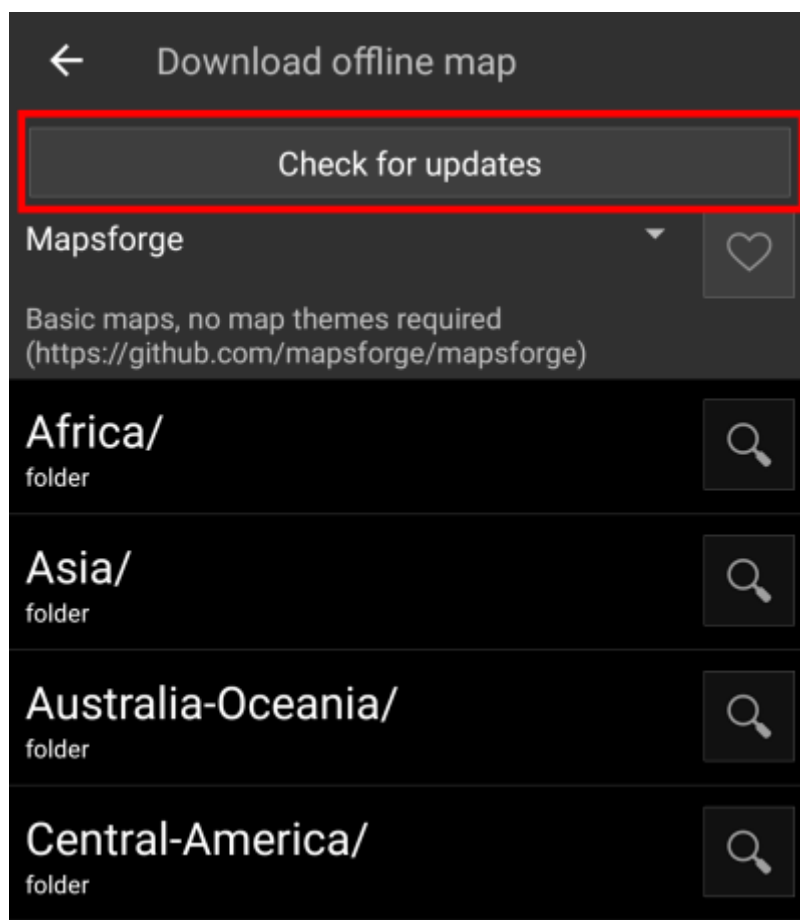 Download offline map
Check for updates
Mapsforge
Basic maps, no map themes required
(https://github.com/mapsforge/mapsforge)
Africa/
folder
Asia/
folder
Australia-Oceania/
folder
Central-America/
folder